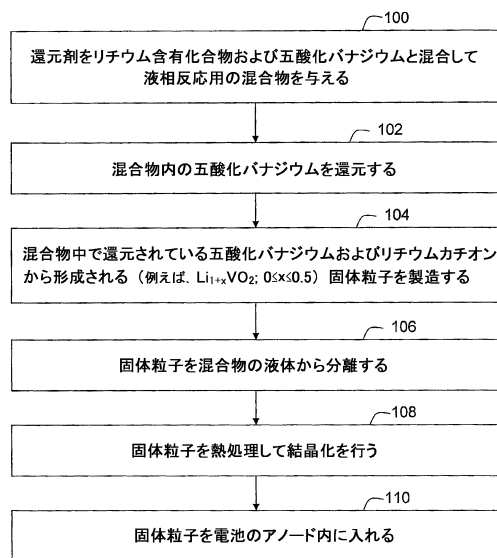 100
還元剤をリチウム含有化合物および五酸化バナジウムと混合して
液相反応用の混合物を与える
102
混合物内の五酸化バナジウムを還元する
104
混合物中で還元されている五酸化バナジウムおよびリチウムカチオン
から形成される（例えば、Li1+xVO2; 0≤x≤0.5）固体粒子を製造する
106
固体粒子を混合物の液体から分離する
108
固体粒子を熱処理して結晶化を行う
110
固体粒子を電池のアノード内に入れる